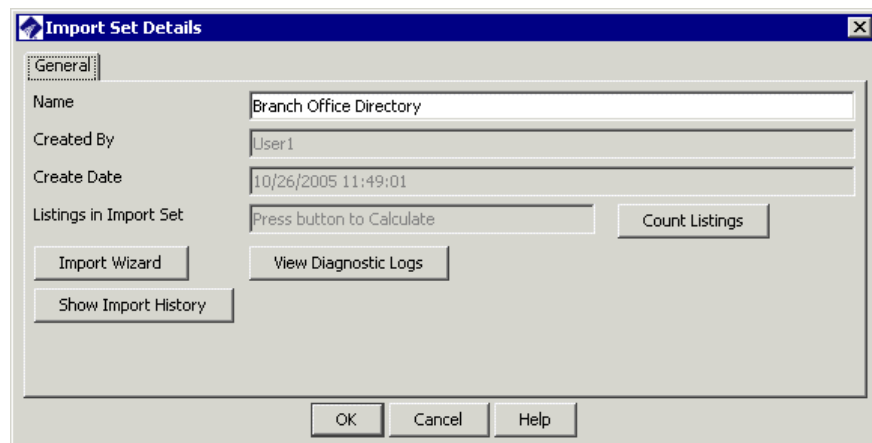 Import Set Details
General
Name Branch Office Directory
Created By User1
Create Date 10/26/2005 11:49:01
Listings in Import Set Press button to Calculate Count Listings
Import Wizard View Diagnostic Logs
Show Import History
OK Cancel Help